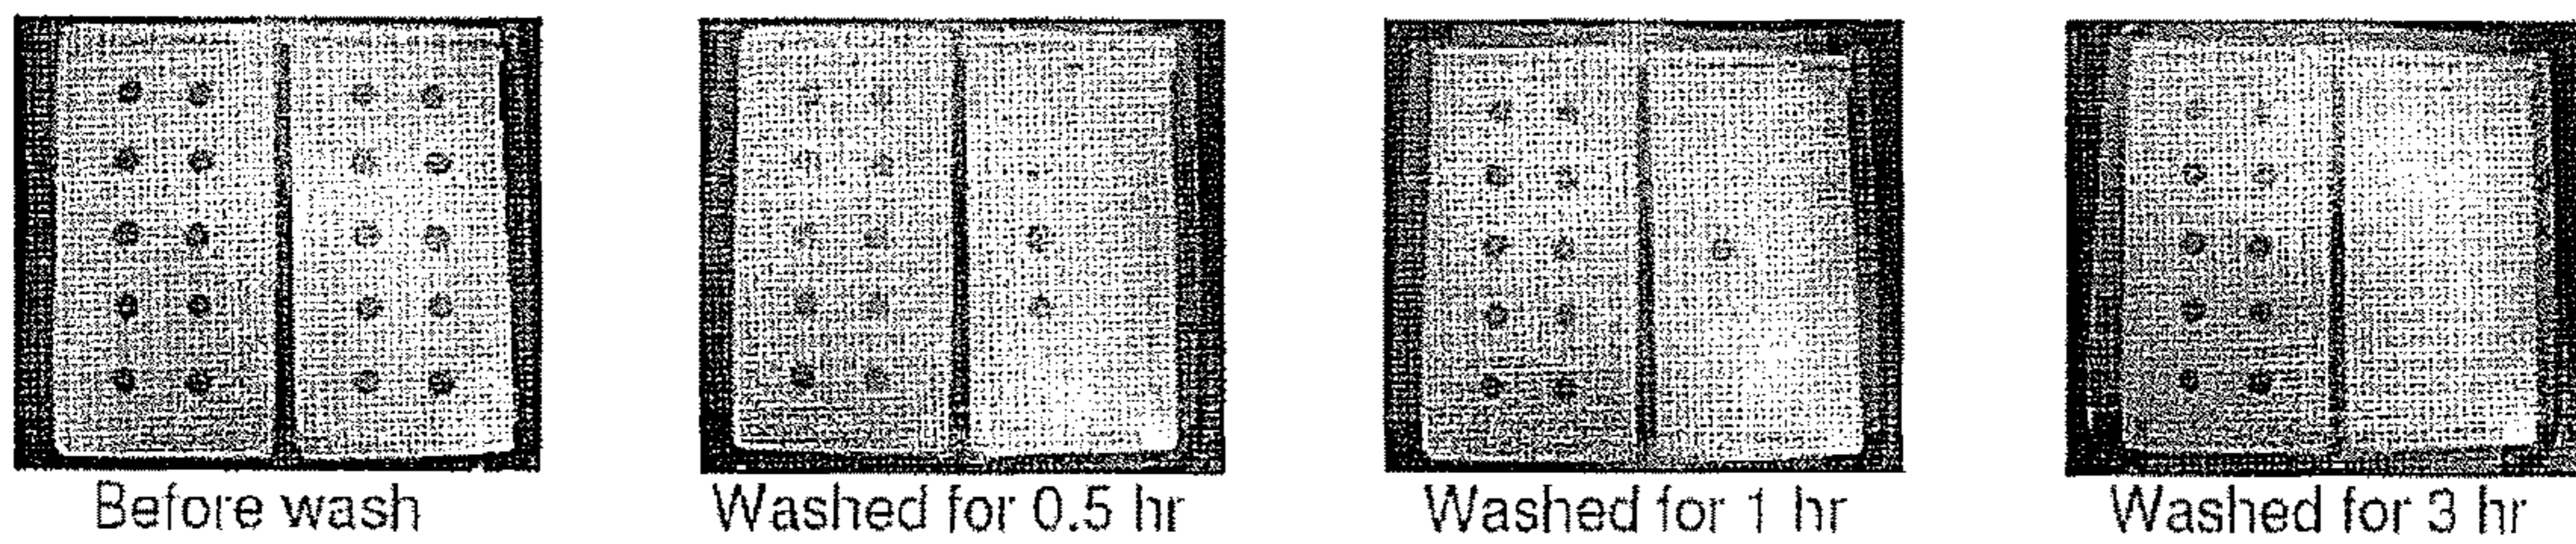 Before wash
Washed for 0.5 hr
Washed for 1 hr
Washed for 3 hr